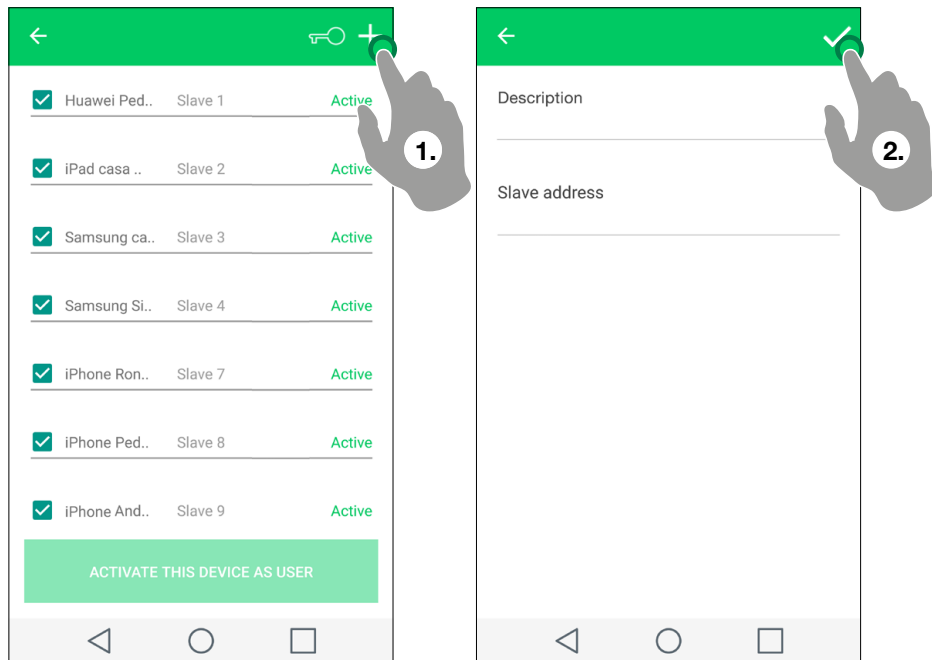 Huawei Ped.. Slave 1 Active
iPad casa .. Slave 2 Active
Samsung ca.. Slave 3 Active
Samsung Si.. Slave 4 Active
iPhone Ron.. Slave 7 Active
iPhone Ped.. Slave 8 Active
iPhone And.. Slave 9 Active
ACTIVATE THIS DEVICE AS USER
1.
Description
Slave address
2.